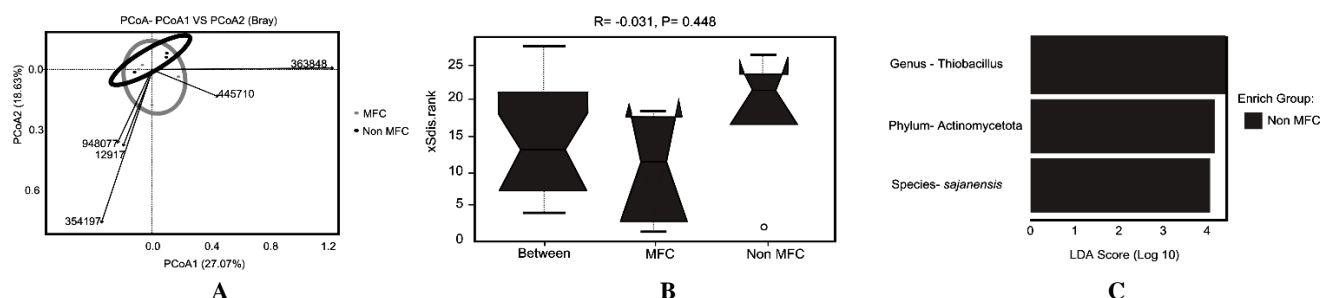 PCoA- PCoA1 VS PCoA2 (Bray)
PCoA2 (18.63%)
0.0
0.3
0.6
363848
445710
948077
12917
354197
MFC
Non MFC
0.0
0.4
0.8
1.2
PCoA1 (27.07%)
A
R= -0.031, P= 0.448
xSdis.rank
25
20
15
10
5
0
Between
MFC
Non MFC
B
Genus - Thiobacillus
Phylum- Actinomycetota
Species- sajanensis
0
1
2
3
4
LDA Score (Log 10)
Enrich Group:
Non MFC
C